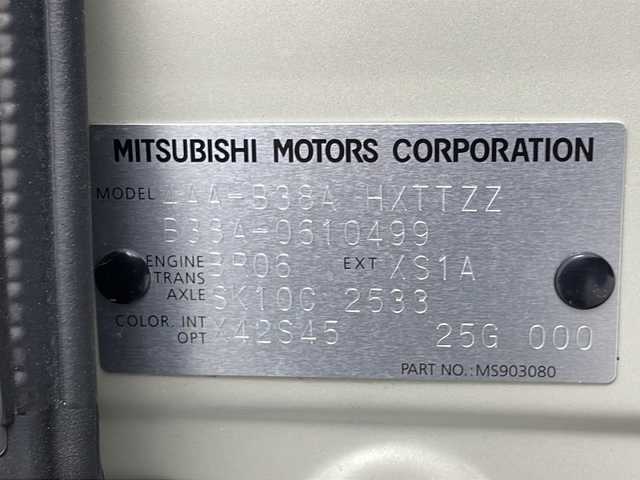 MITSUBISHI MOTORS CORPORATION
MODEL 4AA-B38A HXTTZZ
B38A-0610499
ENGINE BR06 EXT XS1A
TRANS
AXLE SK10C 2533
COLOR. INT X42S45 25G 000
OPT
PART NO.:MS903080